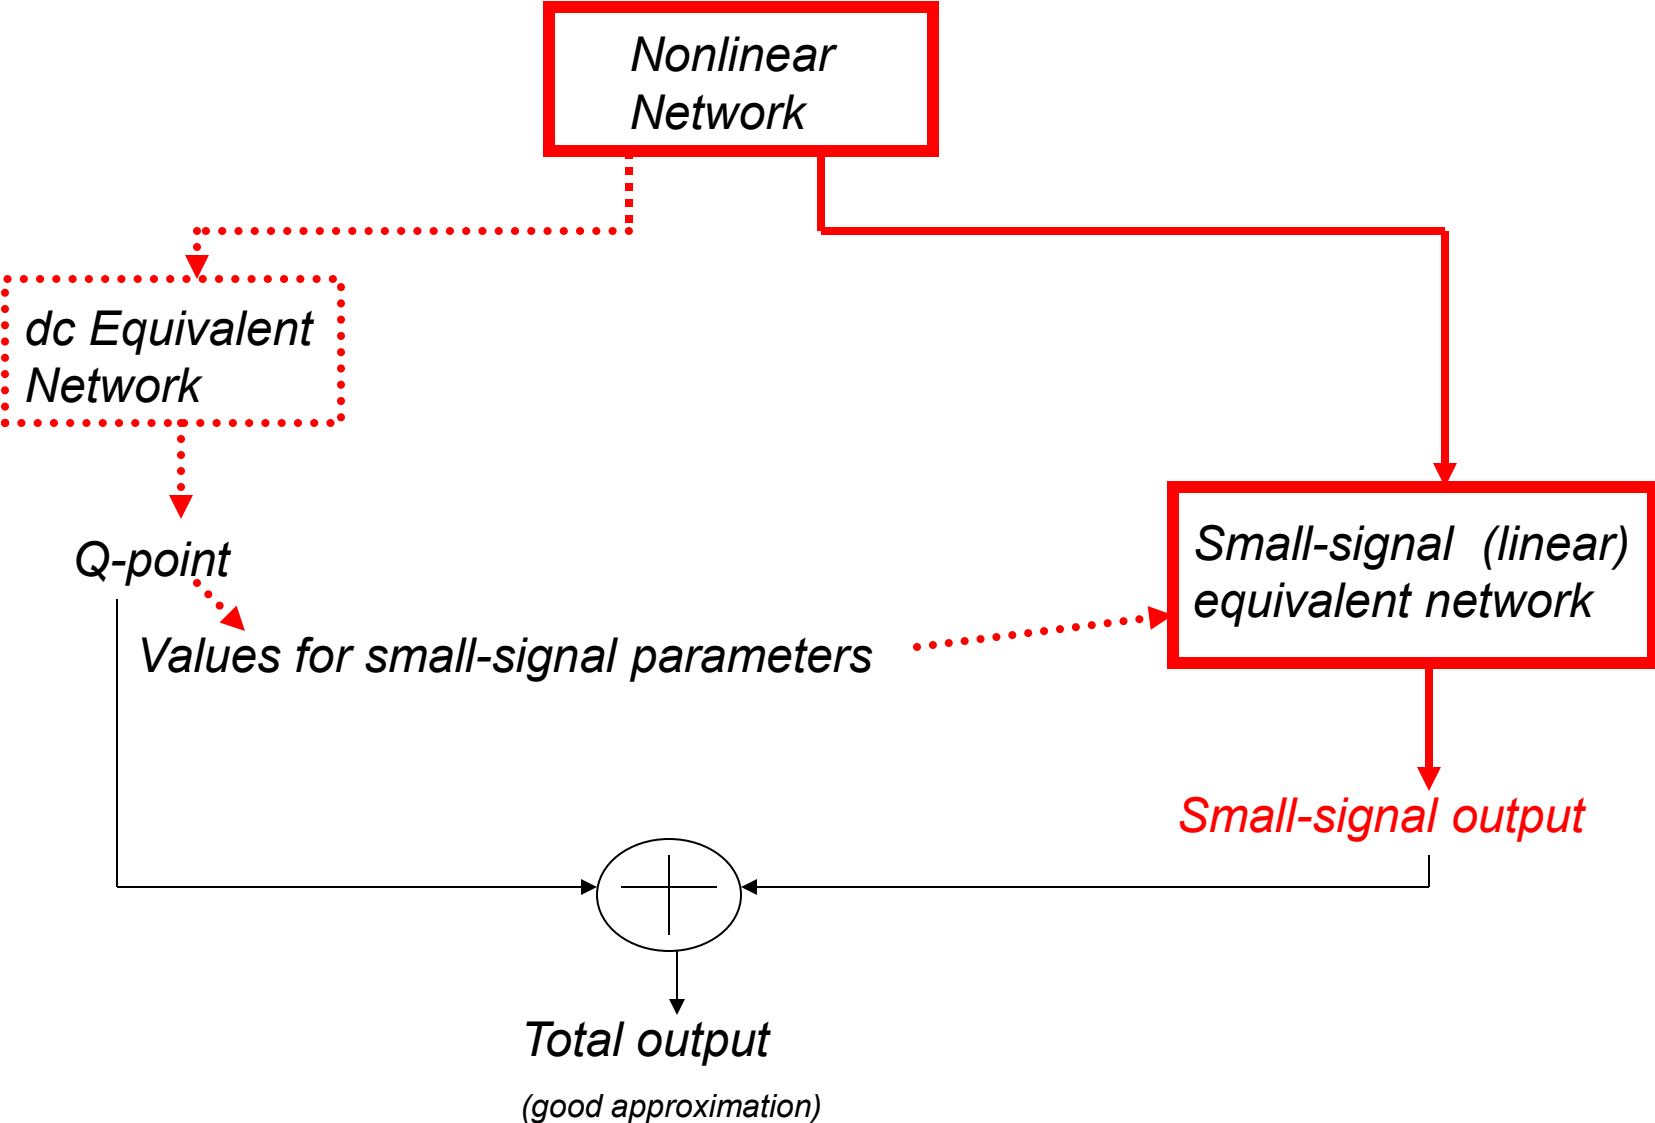 Nonlinear
Network
dc Equivalent
Network
Q-point
Values for small-signal parameters
Small-signal (linear)
equivalent network
Small-signal output
Total output
(good approximation)